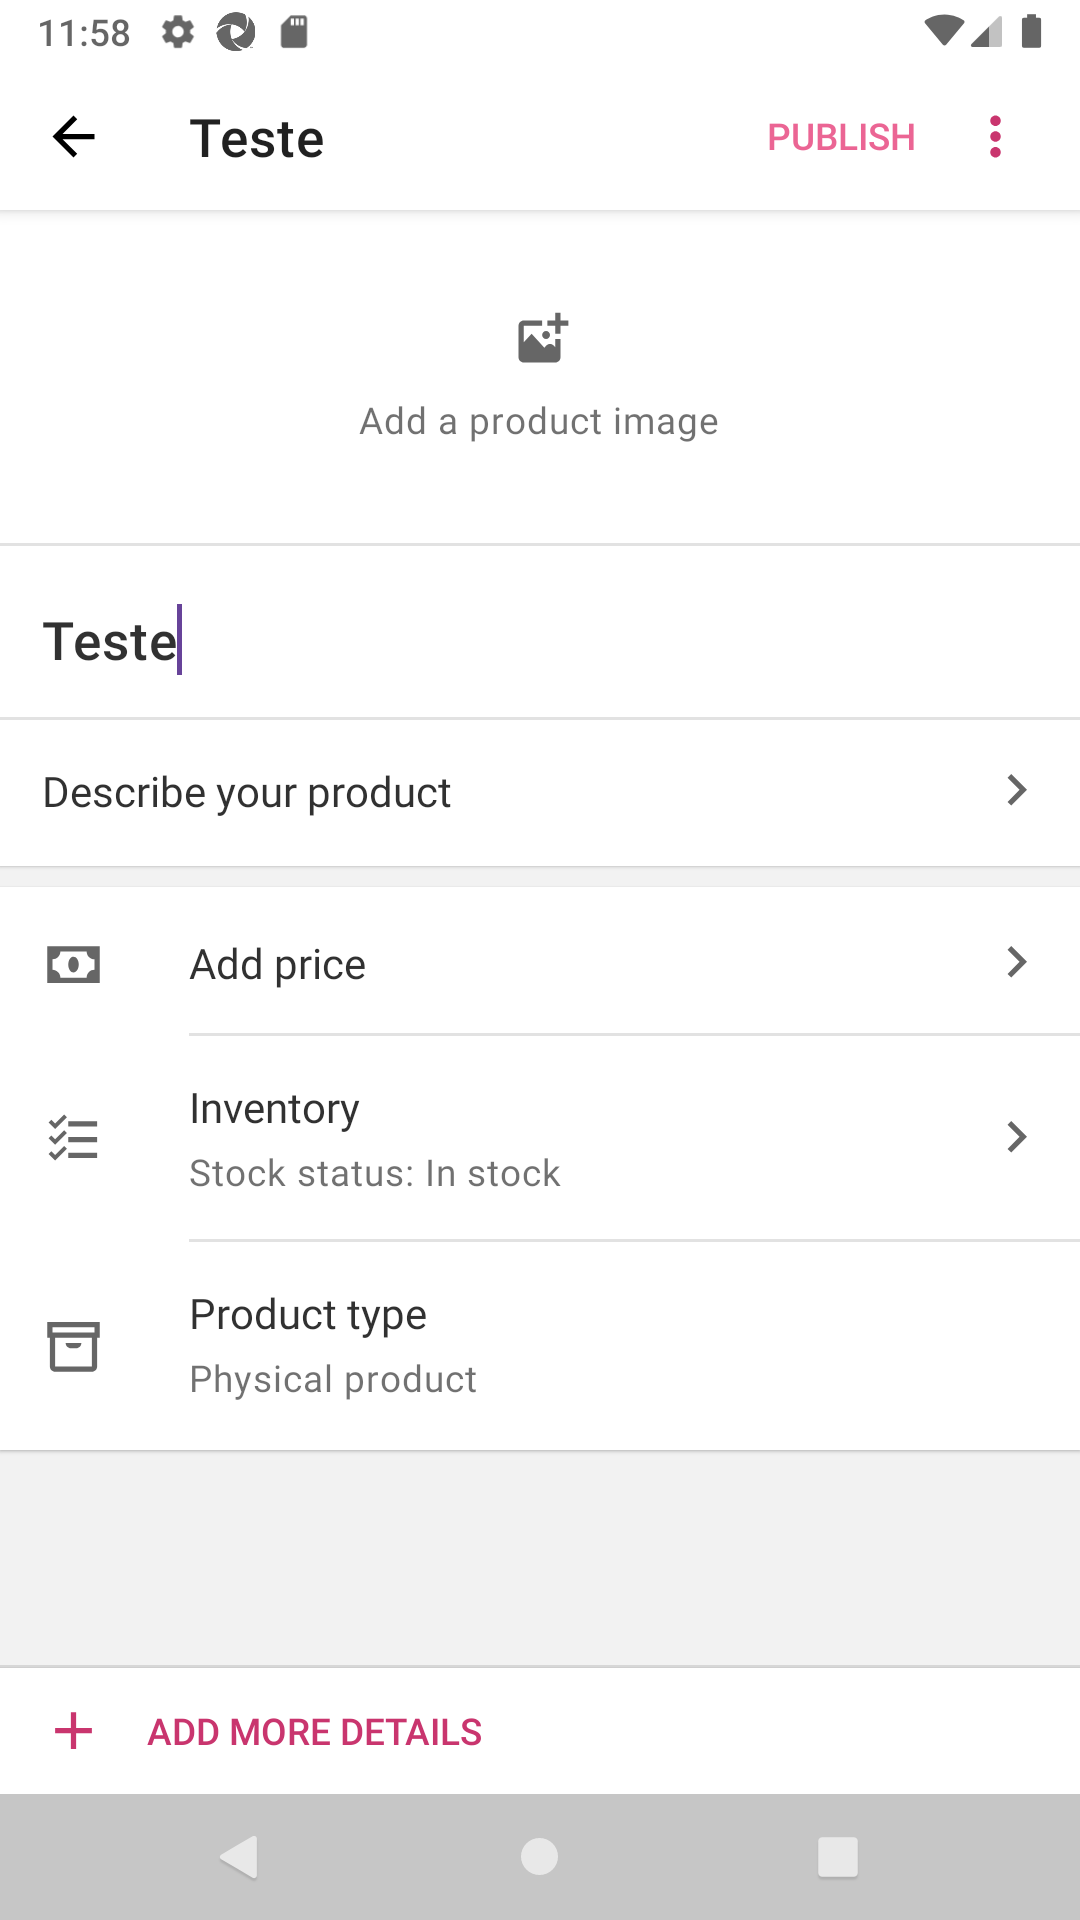 11:58
Teste
PUBLISH
Add a product image
Teste
Describe your product
Add price
Inventory
Stock status: In stock
Product type
Physical product
ADD MORE DETAILS